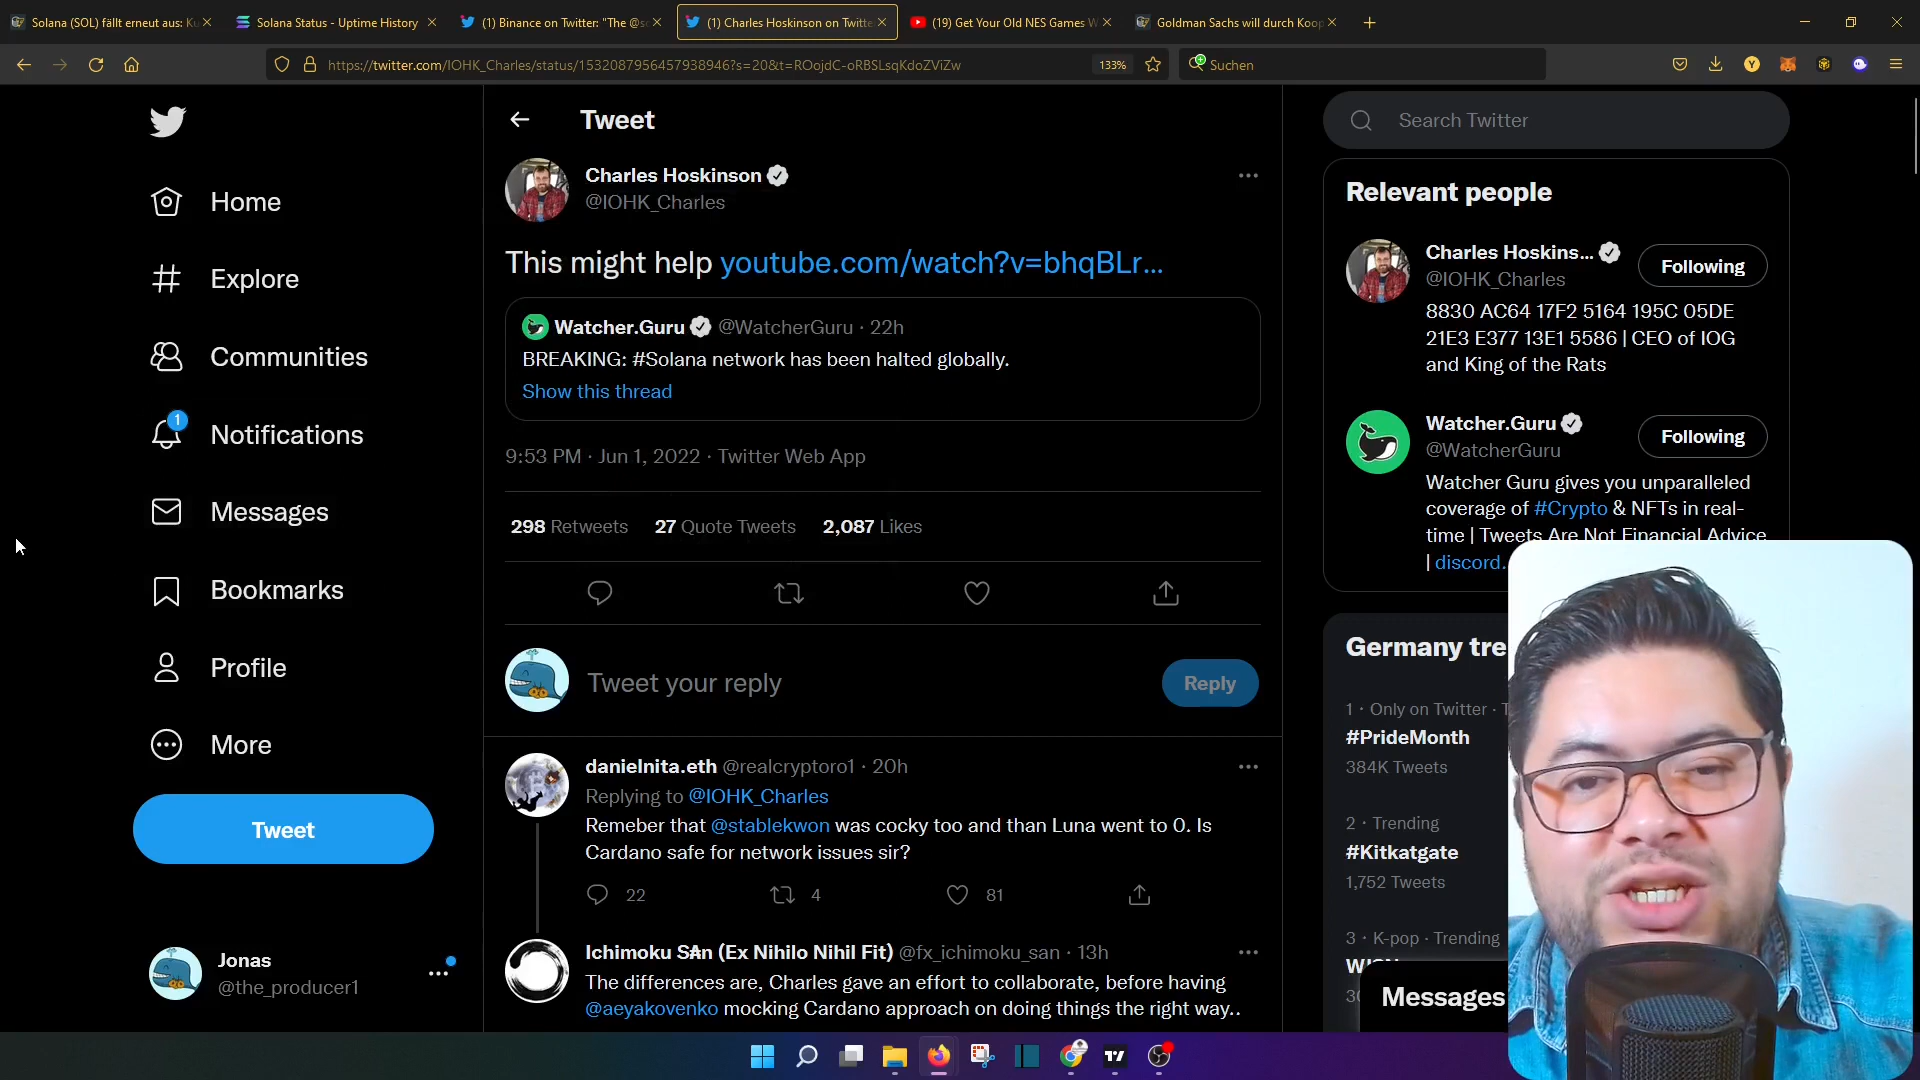 Solana (SOL) fällt erneut aus: Ku
Solana Status - Uptime History
(1) Binance on Twitter: "The @so
(1) Charles Hoskinson on Twitte
(19) Get Your Old NES Games W
Goldman Sachs will durch Koop
https://twitter.com/IOHK_Charles/status/1532087956457938946?s=20&t=ROojdC-oRBSLsqKdoZViZw
133%
Suchen
Home
Explore
Communities
1
Notifications
Messages
Bookmarks
Profile
More
Tweet
Jonas
@the_producer1
Tweet
Charles Hoskinson
@IOHK_Charles
This might help youtube.com/watch?v=bhqBLr...
Watcher.Guru @WatcherGuru · 22h
BREAKING: #Solana network has been halted globally.
Show this thread
9:53 PM · Jun 1, 2022 · Twitter Web App
298 Retweets 27 Quote Tweets 2,087 Likes
Tweet your reply
Reply
danielnita.eth @realcryptoro1 · 20h
Replying to @IOHK_Charles
Remeber that @stablekwon was cocky too and than Luna went to 0. Is
Cardano safe for network issues sir?
22 4 81
Ichimoku S₳n (Ex Nihilo Nihil Fit) @fx_ichimoku_san · 13h
The differences are, Charles gave an effort to collaborate, before having
@aeyakovenko mocking Cardano approach on doing things the right way..
Search Twitter
Relevant people
Charles Hoskins...
@IOHK_Charles
Following
8830 AC64 17F2 5164 195C 05DE
21E3 E377 13E1 5586 | CEO of IOG
and King of the Rats
Watcher.Guru
@WatcherGuru
Following
Watcher Guru gives you unparalleled
coverage of #Crypto & NFTs in real-
time | Tweets Are Not Financial Advice
| discord.
Germany tre
1 · Only on Twitter · T
#PrideMonth
384K Tweets
2 · Trending
#Kitkatgate
1,752 Tweets
3 · K-pop · Trending
Messages